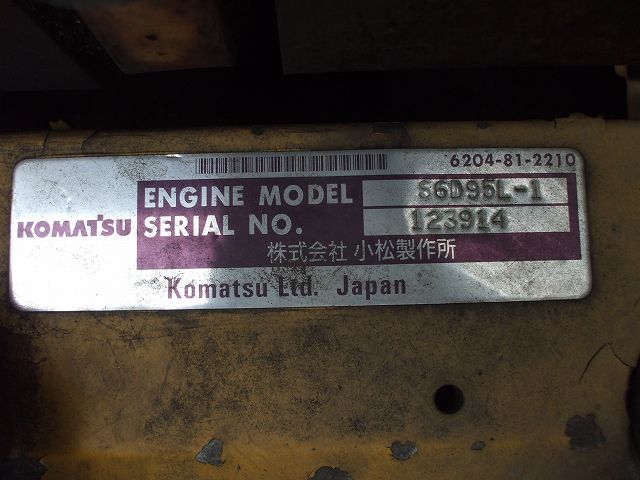 6204-81-2210
ENGINE MODEL S6D95L-1
KOMATSU SERIAL NO. 123914
株式会社 小松製作所
Komatsu Ltd. Japan